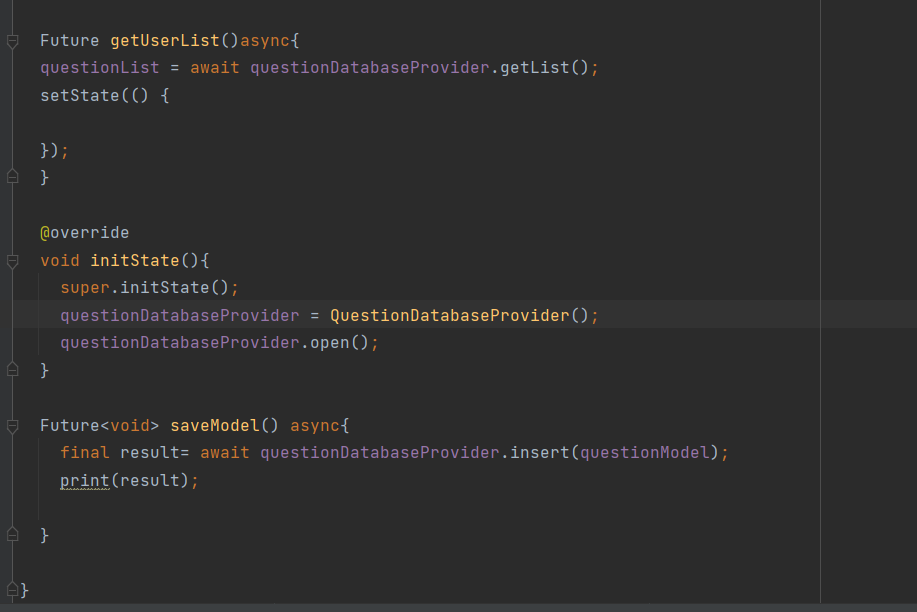 Future getUserList()async{
questionList = await questionDatabaseProvider.getList();
setState(() {
});
}
@override
void initState(){
super.initState();
questionDatabaseProvider = QuestionDatabaseProvider();
questionDatabaseProvider.open();
}
Future<void> saveModel() async{
final result= await questionDatabaseProvider.insert(questionModel);
print(result);
}
}